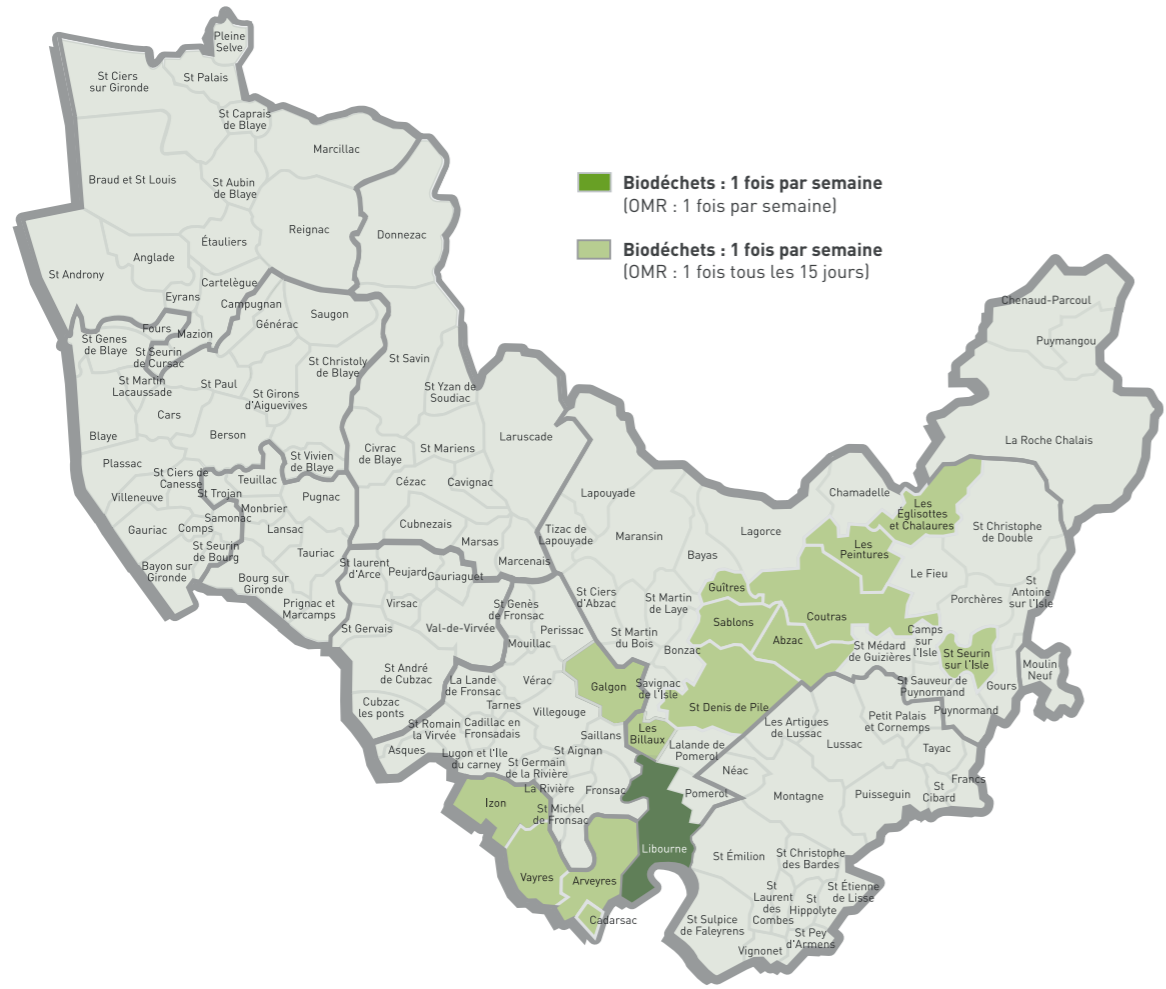 Pleine
Selve
St Ciers
sur Gironde
St Palais
St Caprais
de Blaye
Marcillac
Braud et St Louis
St Aubin
de Blaye
Biodéchets : 1 fois par semaine
(OMR : 1 fois par semaine)
Biodéchets : 1 fois par semaine
(OMR : 1 fois tous les 15 jours)
Reignac
Donnezac
Étauliers
Anglade
St Androny
Cartelègue
Eyrans
Campugnan
Chenaud-Parcoul
Saugon
Générac
Fours
Mazion
Puymangou
St Genes
de Blaye
St Seurin
de Cursac
St Savin
St Christoly
de Blaye
St Martin
Lacaussade
St Paul
St Yzan de
Soudiac
St Girons
d'Aiguevives
Cars
Blaye
Berson
Laruscade
La Roche Chalais
Civrac
de Blaye
St Mariens
Plassac
St Vivien
de Blaye
St Ciers de
Canesse
Teuillac
Cézac
Cavignac
Villeneuve
St Trojan
Pugnac
Lapouyade
Chamadelle
Monbrier
Samonac
Les
Églisottes
et Chalaures
Gauriac
Comps
Lansac
Cubnezais
Tizac de
Lapouyade
Maransin
Lagorce
St Christophe
de Double
Marsas
St Seurin
de Bourg
Tauriac
Les
Peintures
Bayas
Marcenais
Bayon sur
Gironde
St laurent
d'Arce
Peujard
Gauriaguet
Le Fieu
Bourg sur
Gironde
Guîtres
St
Antoine
sur l'Isle
St Ciers
d'Abzac
St Martin
de Laye
Porchères
Prignac et
Marcamps
Virsac
St Genès
de Fronsac
Coutras
Sablons
St Gervais
Val-de-Virvée
Perissac
St Martin
du Bois
Abzac
Camps
sur
l'Isle
Mouillac
Bonzac
St Médard
de Guizières
St Seurin
sur l'Isle
Moulin
Neuf
St André
de Cubzac
La Lande
de Fronsac
Vérac
Galgon
Savignac
de l'Isle
St Sauveur de
Puynormand
Gours
Cubzac
les ponts
Tarnes
Villegouge
St Denis de Pile
Puynormand
St Romain
la Virvée
Cadillac en
Fronsadais
Les Artigues
de Lussac
Petit Palais
et Cornemps
Saillans
Les
Billaux
Asques
Lugon et l'Ile
du carney
St Aignan
Lalande de
Pomerol
Lussac
Tayac
St Germain
de la Rivière
Néac
Francs
La Rivière
Fronsac
Pomerol
Montagne
Puisseguin
St
Cibard
Izon
St Michel
de Fronsac
Libourne
St Émilion
St Christophe
des Bardes
Vayres
Arveyres
St
Laurent
des
Combes
St Étienne
de Lisse
St
Hippolyte
Cadarsac
St Sulpice
de Faleyrens
St Pey
d'Armens
Vignonet